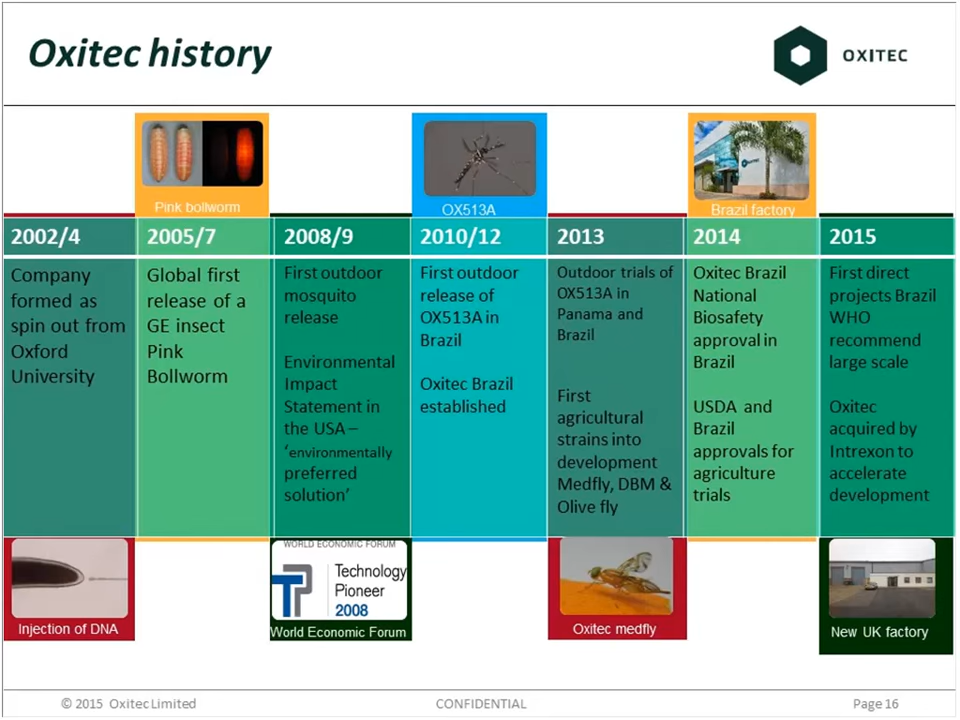 Oxitec history
OXITEC
Pink bollworm
OX513A
Brazil factory
2002/4
2005/7
2008/9
2010/12
2013
2014
2015
Company
formed as
spin out from
Oxford
University
Global first
release of a
GE insect
Pink
Bollworm
First outdoor
mosquito
release
Environmental
Impact
Statement in
the USA –
‘environmentally
preferred
solution’
First outdoor
release of
OX513A in
Brazil
Oxitec Brazil
established
Outdoor trials of
OX513A in
Panama and
Brazil
First
agricultural
strains into
development
Medfly, DBM &
Olive fly
Oxitec Brazil
National
Biosafety
approval in
Brazil
USDA and
Brazil
approvals for
agriculture
trials
First direct
projects Brazil
WHO
recommend
large scale
Oxitec
acquired by
Intrexon to
accelerate
development
Injection of DNA
WORLD ECONOMIC FORUM
TP
Technology
Pioneer
2008
World Economic Forum
Oxitec medfly
New UK factory
© 2015 Oxitec Limited
CONFIDENTIAL
Page 16